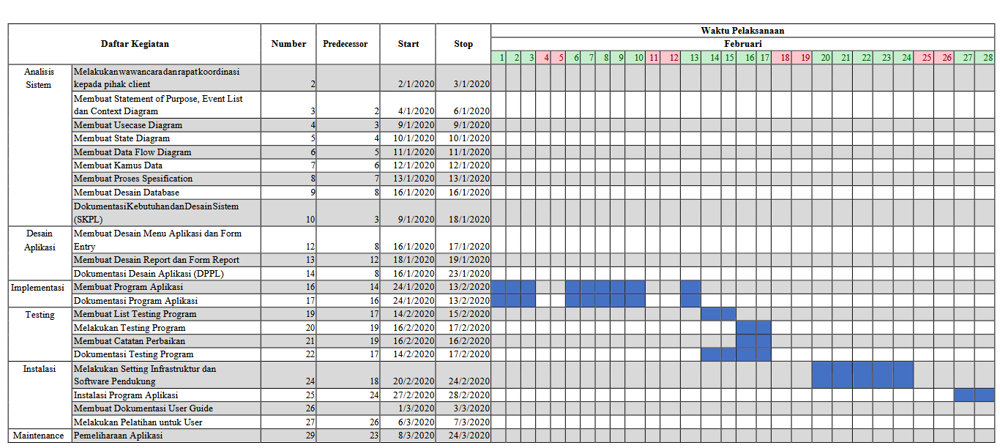 Daftar Kegiatan Number Predecessor Start Stop Waktu Pelaksanaan
Februari
1 2 3 4 5 6 7 8 9 10 11 12 13 14 15 16 17 18 19 20 21 22 23 24 25 26 27 28
Analisis
Sistem
Melakukan wawancara dan rapat koordinasi
kepada pihak client 2 2/1/2020 3/1/2020
Membuat Statement of Purpose, Event List
dan Context Diagram 3 2 4/1/2020 6/1/2020
Membuat Usecase Diagram 4 3 9/1/2020 9/1/2020
Membuat State Diagram 5 4 10/1/2020 10/1/2020
Membuat Data Flow Diagram 6 5 11/1/2020 11/1/2020
Membuat Kamus Data 7 6 12/1/2020 12/1/2020
Membuat Proses Spesification 8 7 13/1/2020 13/1/2020
Membuat Desain Database 9 8 16/1/2020 16/1/2020
Dokumentasi Kebutuhan dan Desain Sistem
(SKPL) 10 3 9/1/2020 18/1/2020
Desain
Aplikasi
Membuat Desain Menu Aplikasi dan Form
Entry 12 8 16/1/2020 17/1/2020
Membuat Desain Report dan Form Report 13 12 18/1/2020 19/1/2020
Dokumentasi Desain Aplikasi (DPPL) 14 8 16/1/2020 23/1/2020
Implementasi Membuat Program Aplikasi 16 14 24/1/2020 13/2/2020
Dokumentasi Program Aplikasi 17 16 24/1/2020 13/2/2020
Testing Membuat List Testing Program 19 17 14/2/2020 15/2/2020
Melakukan Testing Program 20 19 16/2/2020 17/2/2020
Membuat Catatan Perbaikan 21 19 16/2/2020 16/2/2020
Dokumentasi Testing Program 22 17 14/2/2020 17/2/2020
Instalasi Melakukan Setting Infrastruktur dan
Software Pendukung 24 18 20/2/2020 24/2/2020
Instalasi Program Aplikasi 25 24 27/2/2020 28/2/2020
Membuat Dokumentasi User Guide 26 1/3/2020 3/3/2020
Melakukan Pelatihan untuk User 27 26 6/3/2020 7/3/2020
Maintenance Pemeliharaan Aplikasi 29 23 8/3/2020 24/3/2020